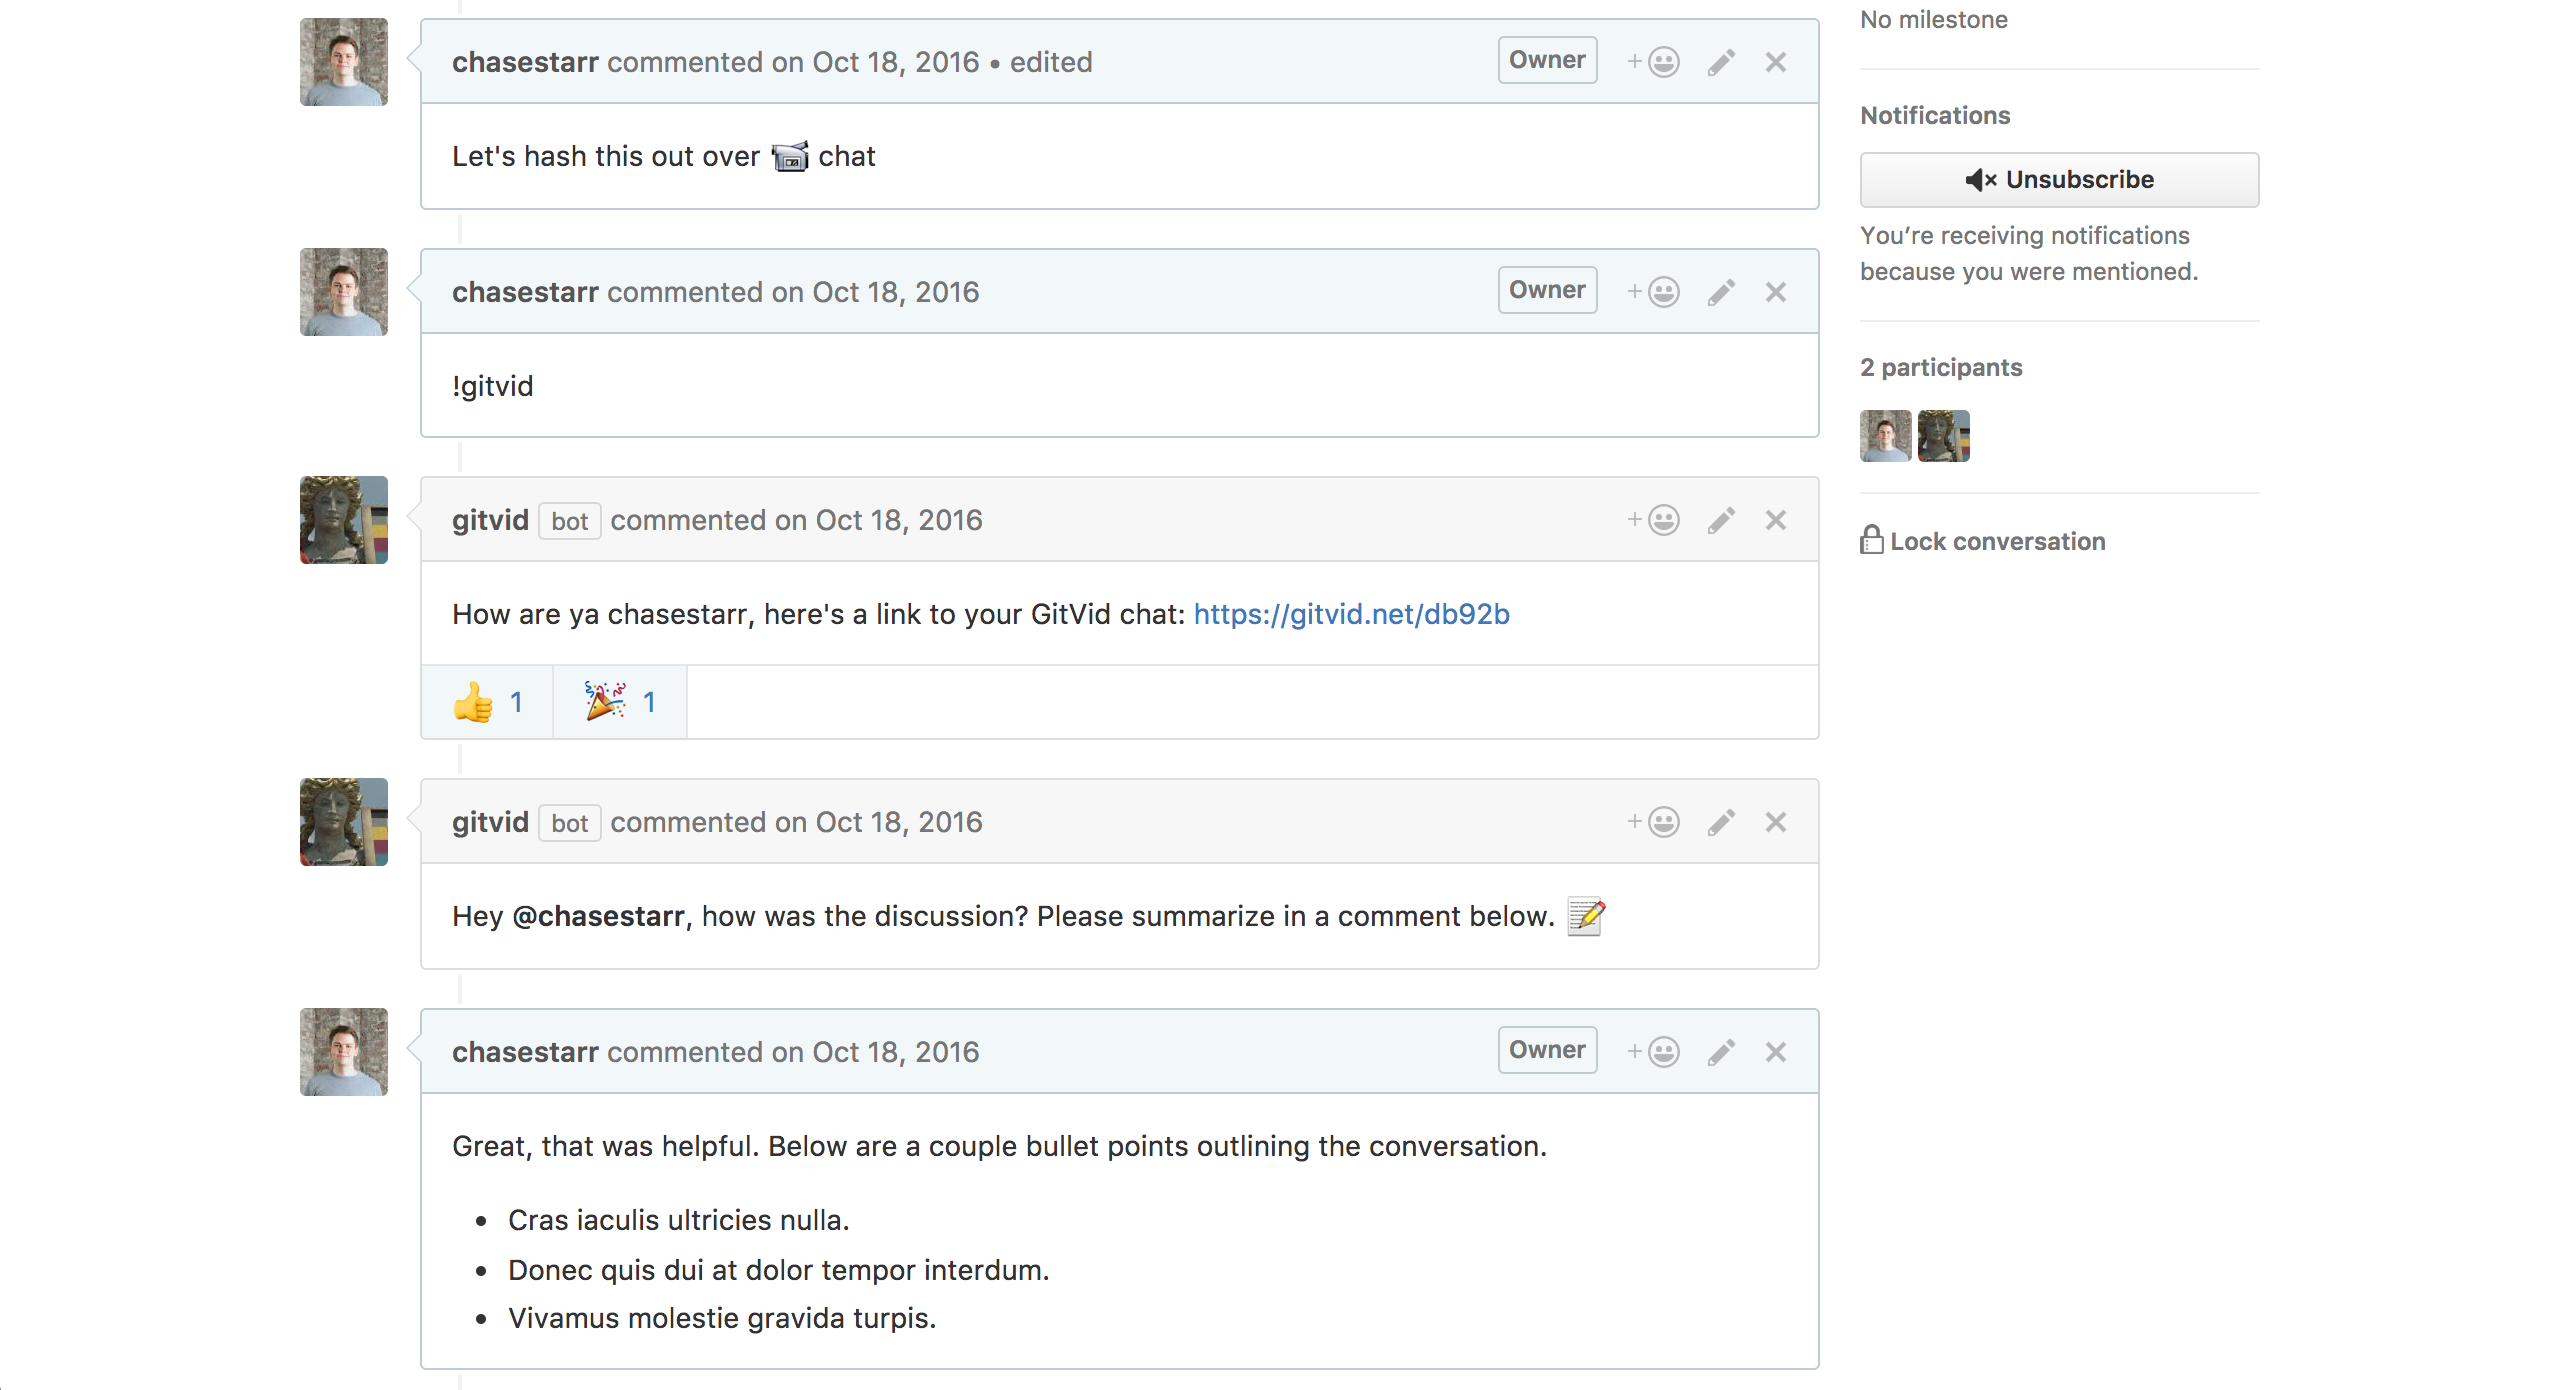 chasestarr commented on Oct 18, 2016 • edited
Owner
Let's hash this out over chat
chasestarr commented on Oct 18, 2016
Owner
!gitvid
gitvid bot commented on Oct 18, 2016
How are ya chasestarr, here's a link to your GitVid chat: https://gitvid.net/db92b
1 1
gitvid bot commented on Oct 18, 2016
Hey @chasestarr, how was the discussion? Please summarize in a comment below.
chasestarr commented on Oct 18, 2016
Owner
Great, that was helpful. Below are a couple bullet points outlining the conversation.
• Cras iaculis ultricies nulla.
• Donec quis dui at dolor tempor interdum.
• Vivamus molestie gravida turpis.
No milestone
Notifications
Unsubscribe
You’re receiving notifications
because you were mentioned.
2 participants
Lock conversation